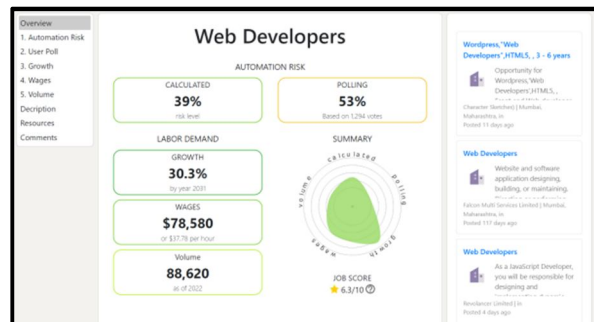 Overview
1. Automation Risk
2. User Poll
3. Growth
4. Wages
5. Volume
Decription
Resources
Comments
Web Developers
AUTOMATION RISK
CALCULATED
39%
risk level
POLLING
53%
Based on 1,294 votes
LABOR DEMAND
GROWTH
30.3%
by year 2031
WAGES
$78,580
or $37.78 per hour
Volume
88,620
as of 2022
SUMMARY
calculated
polling
growth
wages
volume
JOB SCORE
6.3/10
Wordpress,"Web
Developers",HTML5, , 3 - 6 years
Opportunity for
Wordpress,'Web
Developers',HTML5, ,
Character Sketched | Mumbai,
Maharashtra, in
Posted 11 days ago
Web Developers
Website and software
application designing,
building, or maintaining.
Falcon Multi Services Limited | Mumbai,
Maharashtra, in
Posted 111 days ago
Web Developers
As a JavaScript Developer,
you will be responsible for
designing and
Revolancer Limited | in
Posted 4 days ago